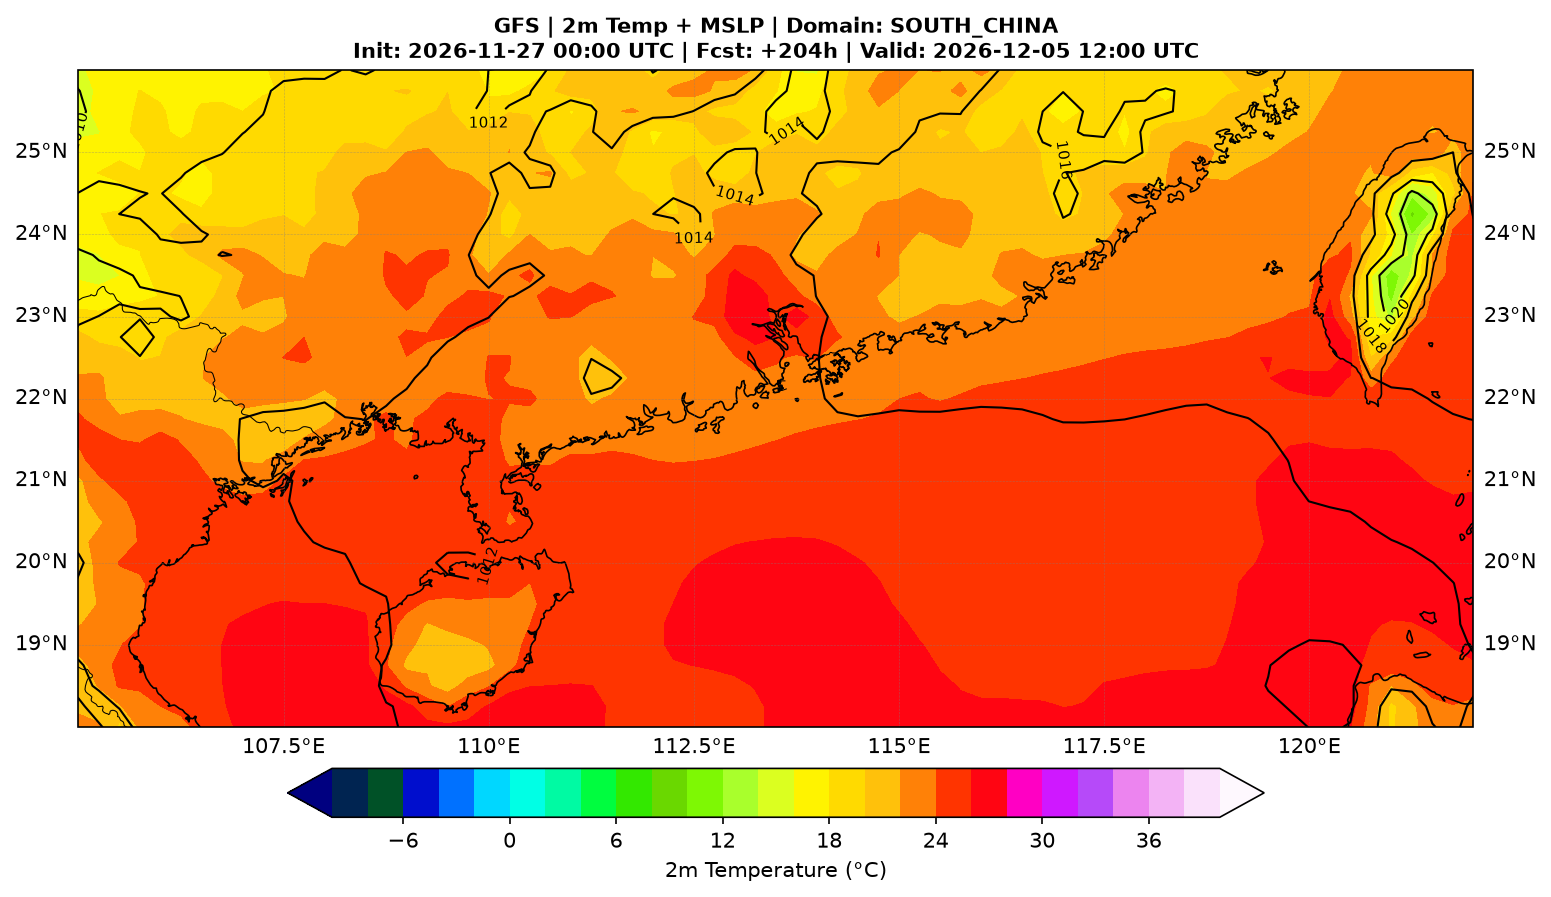 GFS | 2m Temp + MSLP | Domain: SOUTH_CHINA
Init: 2026-11-27 00:00 UTC | Fcst: +204h | Valid: 2026-12-05 12:00 UTC
1010
1012
1014
1016
1014
1014
1020
1018
1012
25°N
24°N
23°N
22°N
21°N
20°N
19°N
25°N
24°N
23°N
22°N
21°N
20°N
19°N
107.5°E
110°E
112.5°E
115°E
117.5°E
120°E
−6
0
6
12
18
24
30
36
2m Temperature (°C)